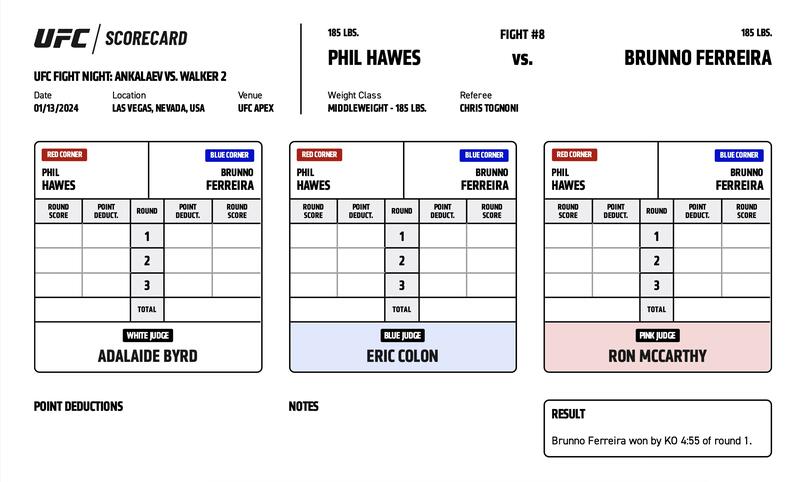 UFC / SCORECARD
UFC FIGHT NIGHT: ANKALAEV VS. WALKER 2
Date Location Venue
01/13/2024 LAS VEGAS, NEVADA, USA UFC APEX
185 LBS. FIGHT #8 185 LBS.
PHIL HAWES VS. BRUNNO FERREIRA
Weight Class Referee
MIDDLEWEIGHT - 185 LBS. CHRIS TOGNONI
RED CORNER BLUE CORNER
PHIL BRUNNO
HAWES FERREIRA
ROUND POINT ROUND POINT ROUND
SCORE DEDUCT. DEDUCT. SCORE
1
2
3
TOTAL
WHITE JUDGE
ADALAIDE BYRD
RED CORNER BLUE CORNER
PHIL BRUNNO
HAWES FERREIRA
ROUND POINT ROUND POINT ROUND
SCORE DEDUCT. DEDUCT. SCORE
1
2
3
TOTAL
BLUE JUDGE
ERIC COLON
RED CORNER BLUE CORNER
PHIL BRUNNO
HAWES FERREIRA
ROUND POINT ROUND POINT ROUND
SCORE DEDUCT. DEDUCT. SCORE
1
2
3
TOTAL
PINK JUDGE
RON MCCARTHY
POINT DEDUCTIONS
NOTES
RESULT
Brunno Ferreira won by KO 4:55 of round 1.